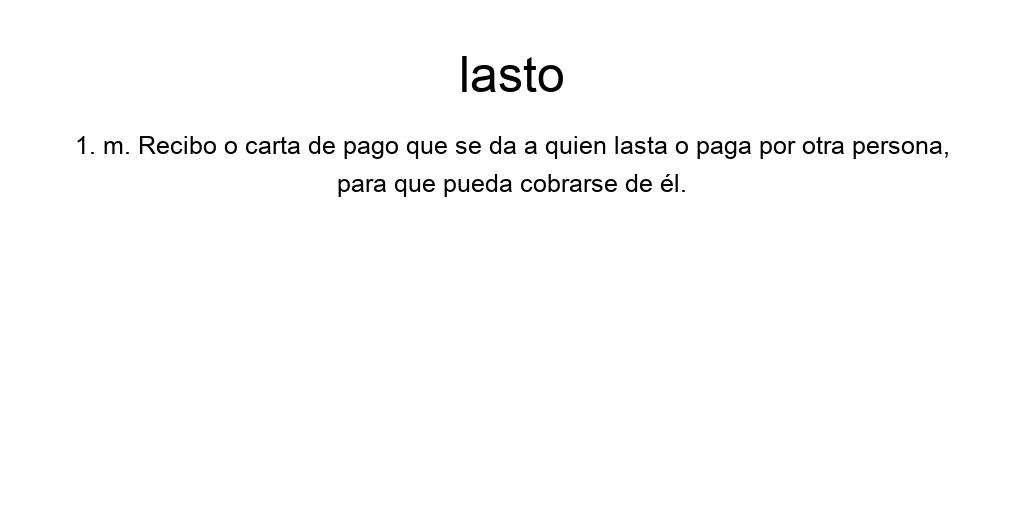 lasto
1. m. Recibo o carta de pago que se da a quien lasta o paga por otra persona,
para que pueda cobrarse de él.